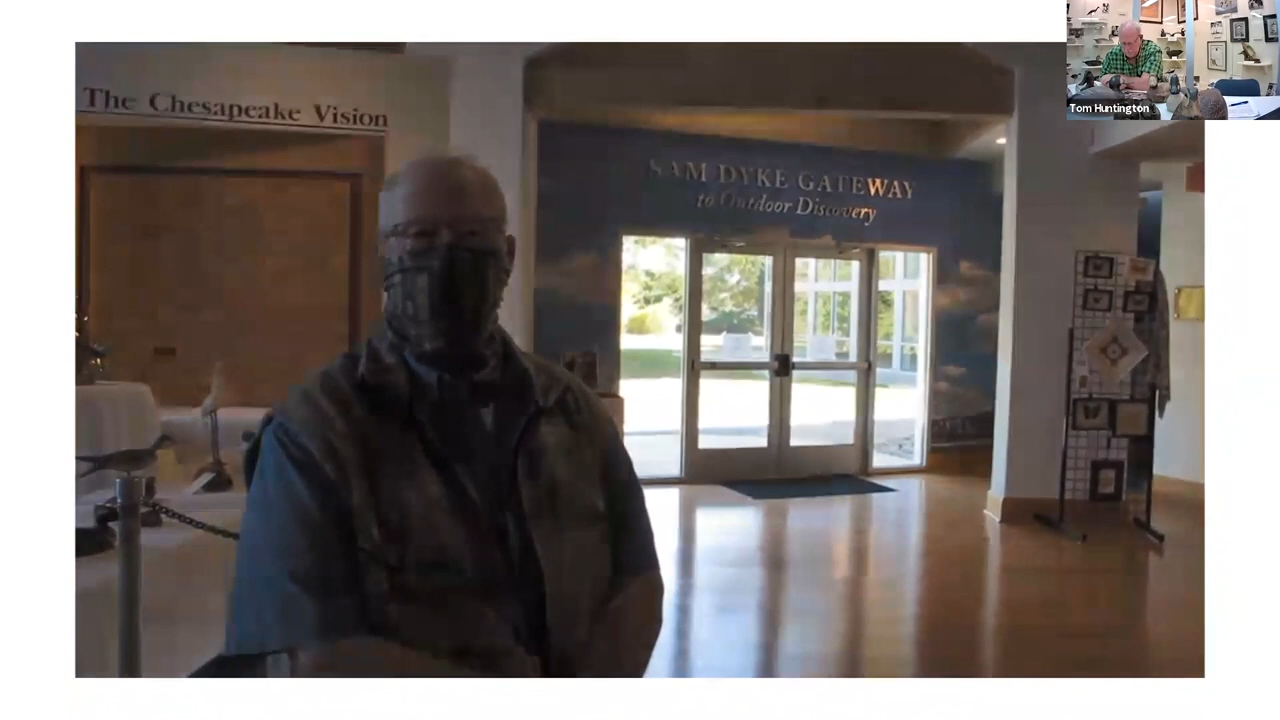 Tom Huntington
The Chesapeake Vision
SAM DYKE GATEWAY
to Outdoor Discovery